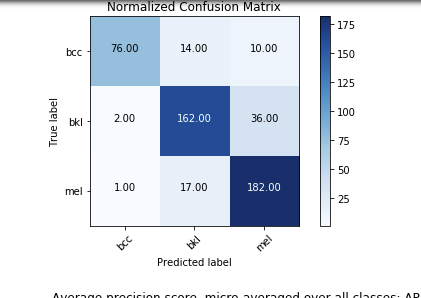 Normalized Confusion Matrix
175
bcc 76.00 14.00 10.00
150
125
True label
bkl 2.00 162.00 36.00
100
75
50
mel 1.00 17.00 182.00
25
bcc bkl mel
Predicted label
Average precision score, micro-averaged over all classes: AP